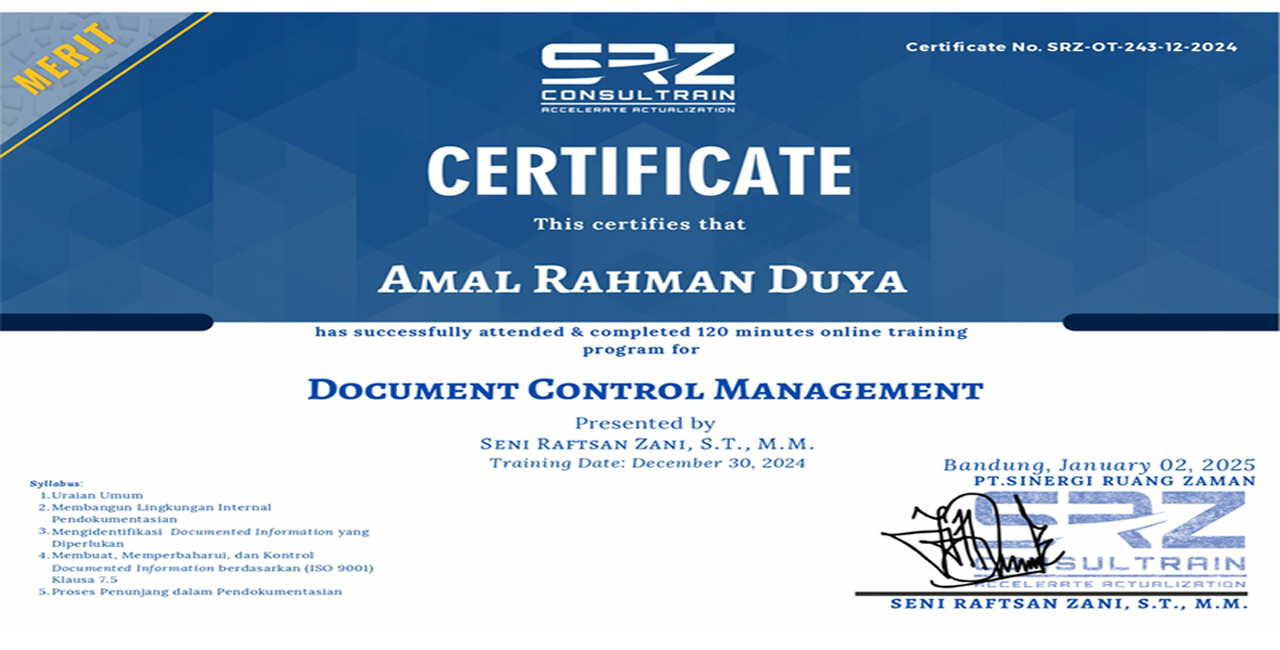 MERIT
Certificate No. SRZ-OT-243-12-2024
SRZ
CONSULTRAIN
ACCELERATE ACTUALIZATION
CERTIFICATE
This certifies that
AMAL RAHMAN DUYA
has successfully attended & completed 120 minutes online training
program for
DOCUMENT CONTROL MANAGEMENT
Presented by
SENI RAFTSAN ZANI, S.T., M.M.
Training Date: December 30, 2024
Syllabus:
1. Uraian Umum
2. Membangun Lingkungan Internal
Pendokumentasian
3. Mengidentifikasi Documented Information yang
Diperlukan
4. Membuat, Memperbaharui, dan Kontrol
Documented Information berdasarkan (ISO 9001)
Klausa 7.5
5. Proses Penunjang dalam Pendokumentasian
Bandung, January 02, 2025
PT.SINERGI RUANG ZAMAN
SRZ
CONSULTRAIN
ACCELERATE ACTUALIZATION
SENI RAFTSAN ZANI, S.T., M.M.